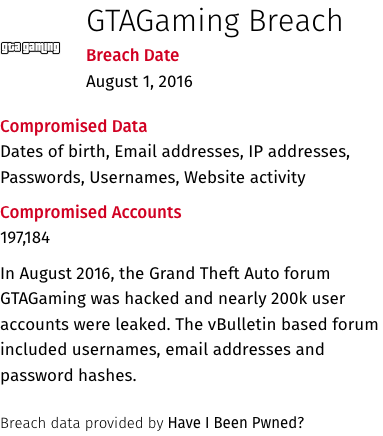 GTAGaming Breach
Breach Date
August 1, 2016
Compromised Data
Dates of birth, Email addresses, IP addresses,
Passwords, Usernames, Website activity
Compromised Accounts
197,184
In August 2016, the Grand Theft Auto forum
GTAGaming was hacked and nearly 200k user
accounts were leaked. The vBulletin based forum
included usernames, email addresses and
password hashes.
Breach data provided by Have I Been Pwned?